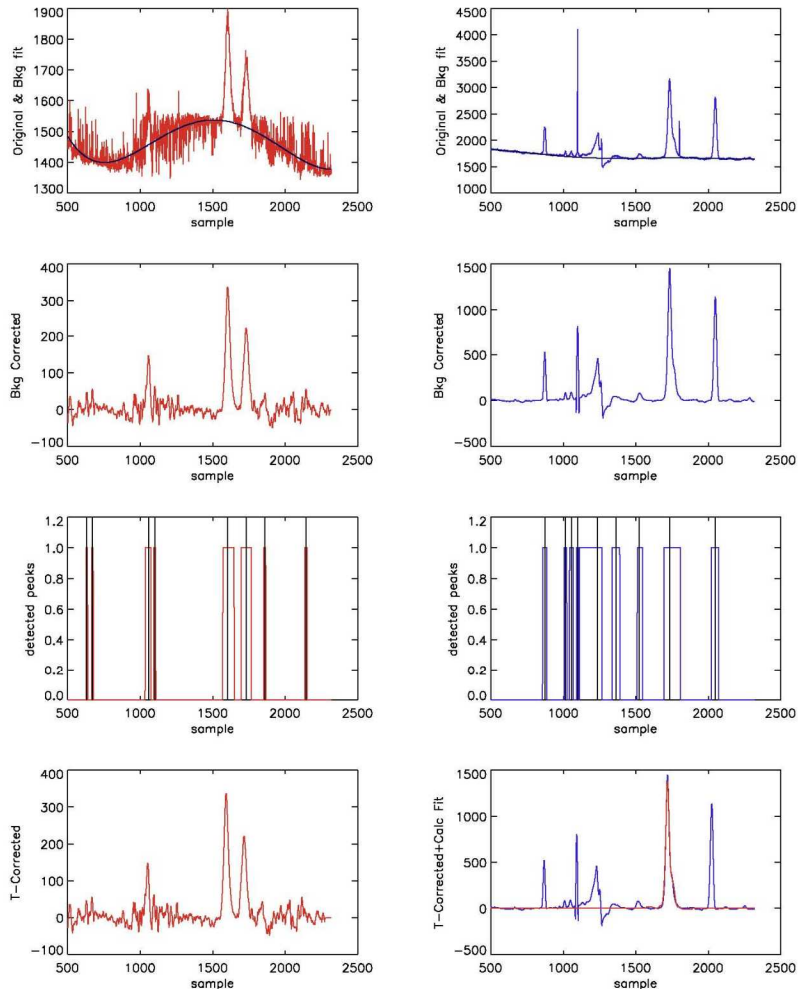 Original & Bkg fit
1900
1800
1700
1600
1500
1400
1300
500 1000 1500 2000 2500
sample
Original & Bkg fit
4500
4000
3500
3000
2500
2000
1500
1000
500 1000 1500 2000 2500
sample
Bkg Corrected
400
300
200
100
0
−100
500 1000 1500 2000 2500
sample
Bkg Corrected
1500
1000
500
0
−500
500 1000 1500 2000 2500
sample
detected peaks
1.2
1.0
0.8
0.6
0.4
0.2
0.0
500 1000 1500 2000 2500
sample
detected peaks
1.2
1.0
0.8
0.6
0.4
0.2
0.0
500 1000 1500 2000 2500
sample
T−Corrected
400
300
200
100
0
−100
500 1000 1500 2000 2500
sample
T−Corrected+Calc Fit
1500
1000
500
0
−500
500 1000 1500 2000 2500
sample